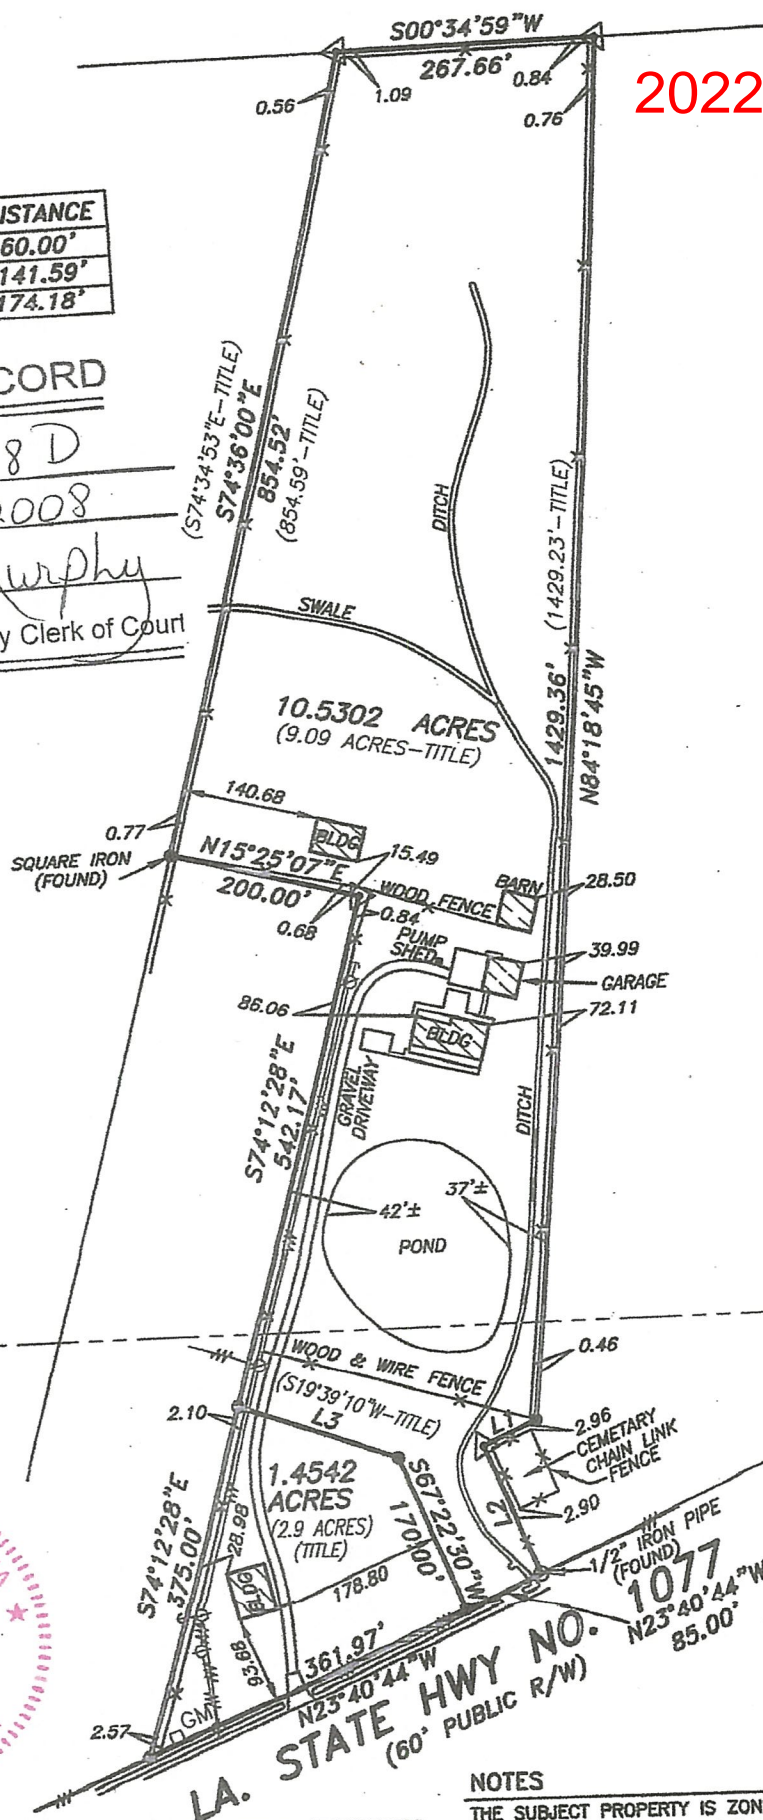 S00°34'59"W
267.66'
0.84
2022
0.56
1.09
0.76
ISTANCE
60.00'
141.59'
174.18'
CORD
8D
2008
urphy
y Clerk of Court
(S74°34'53"E-TITLE)
S74°36'00"E
854.52'
(854.59'-TITLE)
DITCH
(1429.23'-TITLE)
1429.36'
N84°18'45"W
SWALE
10.5302 ACRES
(9.09 ACRES-TITLE)
140.68
0.77
BLDG
15.49
SQUARE IRON
(FOUND)
N15°25'07"E
200.00'
WOOD FENCE
BARN
28.50
0.68
0.84
PUMP
SHED
39.99
GARAGE
86.06
BLDG
72.11
S74°12'28"E
542.17'
GRAVEL
DRIVEWAY
DITCH
42'±
37'±
POND
0.46
WOOD & WIRE FENCE
(S19°39'10"W-TITLE)
2.10
L3
L1
2.96
CEMETARY
CHAIN LINK
FENCE
1.4542
ACRES
(2.9 ACRES)
(TITLE)
S67°22'30"W
170.00'
L2
2.90
S74°12'28"E
375.00'
28.98
BLDG
178.80
1/2" IRON PIPE
(FOUND)
93.68
361.97'
N23°40'44"W
N23°40'44"W
85.00'
GM
2.57
LA. STATE HWY NO. 1077
(60' PUBLIC R/W)
A
NOTES
THE SUBJECT PROPERTY IS ZON